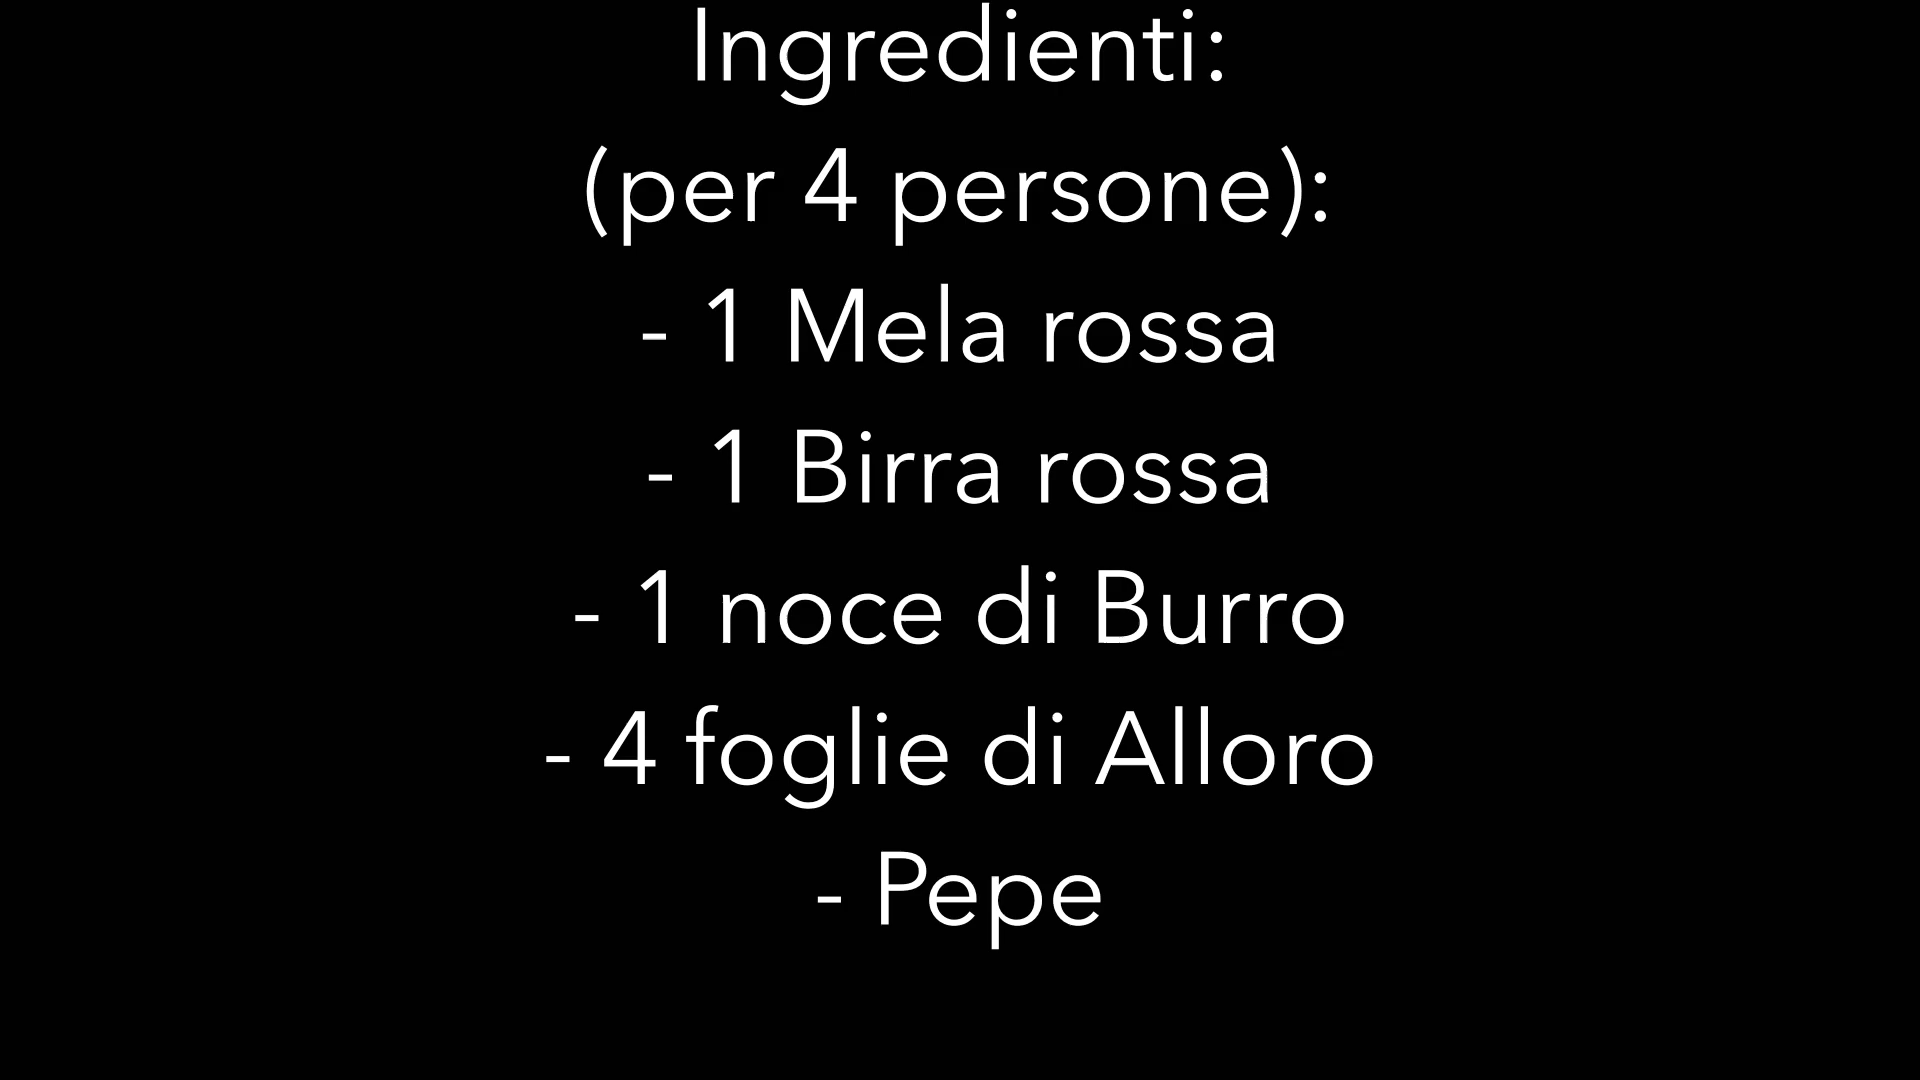 Ingredienti:
(per 4 persone):
- 1 Mela rossa
- 1 Birra rossa
- 1 noce di Burro
- 4 foglie di Alloro
- Pepe